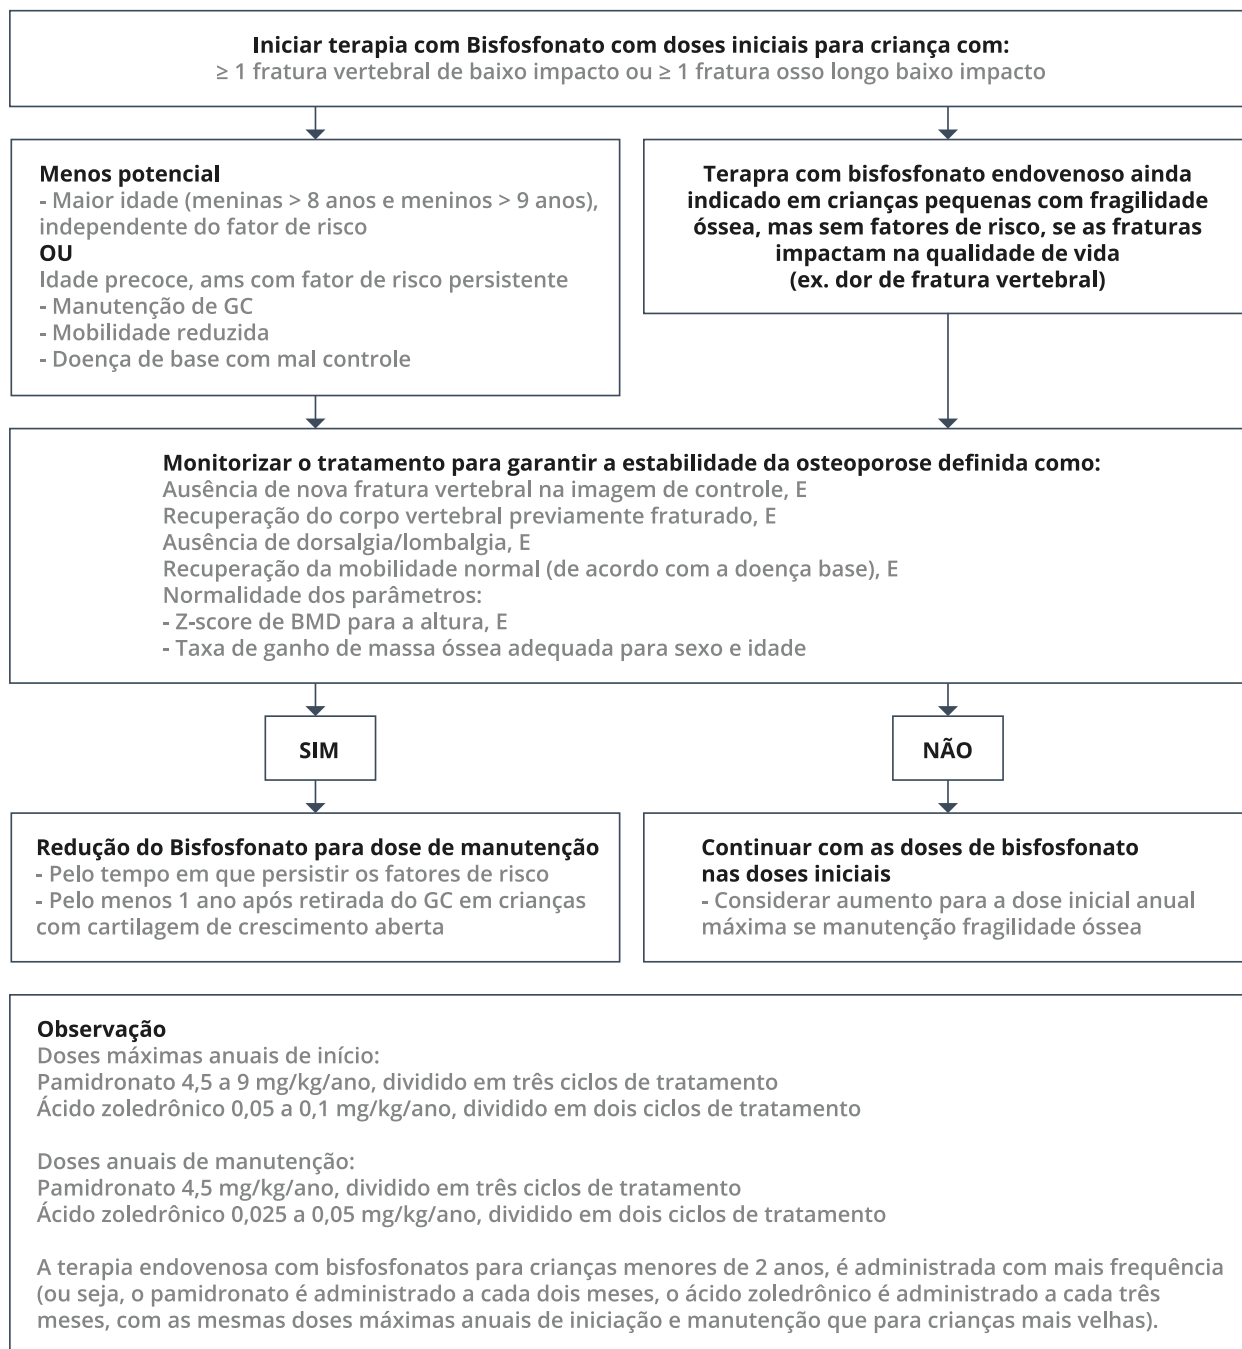 Iniciar terapia com Bisfosfonato com doses iniciais para criança com:
≥ 1 fratura vertebral de baixo impacto ou ≥ 1 fratura osso longo baixo impacto
Menos potencial
- Maior idade (meninas > 8 anos e meninos > 9 anos),
independente do fator de risco
OU
Idade precoce, ams com fator de risco persistente
- Manutenção de GC
- Mobilidade reduzida
- Doença de base com mal controle
Terapra com bisfosfonato endovenoso ainda
indicado em crianças pequenas com fragilidade
óssea, mas sem fatores de risco, se as fraturas
impactam na qualidade de vida
(ex. dor de fratura vertebral)
Monitorizar o tratamento para garantir a estabilidade da osteoporose definida como:
Ausência de nova fratura vertebral na imagem de controle, E
Recuperação do corpo vertebral previamente fraturado, E
Ausência de dorsalgia/lombalgia, E
Recuperação da mobilidade normal (de acordo com a doença base), E
Normalidade dos parâmetros:
- Z-score de BMD para a altura, E
- Taxa de ganho de massa óssea adequada para sexo e idade
SIM
NÃO
Redução do Bisfosfonato para dose de manutenção
- Pelo tempo em que persistir os fatores de risco
- Pelo menos 1 ano após retirada do GC em crianças
com cartilagem de crescimento aberta
Continuar com as doses de bisfosfonato
nas doses iniciais
- Considerar aumento para a dose inicial anual
máxima se manutenção fragilidade óssea
Observação
Doses máximas anuais de início:
Pamidronato 4,5 a 9 mg/kg/ano, dividido em três ciclos de tratamento
Ácido zoledrônico 0,05 a 0,1 mg/kg/ano, dividido em dois ciclos de tratamento
Doses anuais de manutenção:
Pamidronato 4,5 mg/kg/ano, dividido em três ciclos de tratamento
Ácido zoledrônico 0,025 a 0,05 mg/kg/ano, dividido em dois ciclos de tratamento
A terapia endovenosa com bisfosfonatos para crianças menores de 2 anos, é administrada com mais frequência
(ou seja, o pamidronato é administrado a cada dois meses, o ácido zoledrônico é administrado a cada três
meses, com as mesmas doses máximas anuais de iniciação e manutenção que para crianças mais velhas).